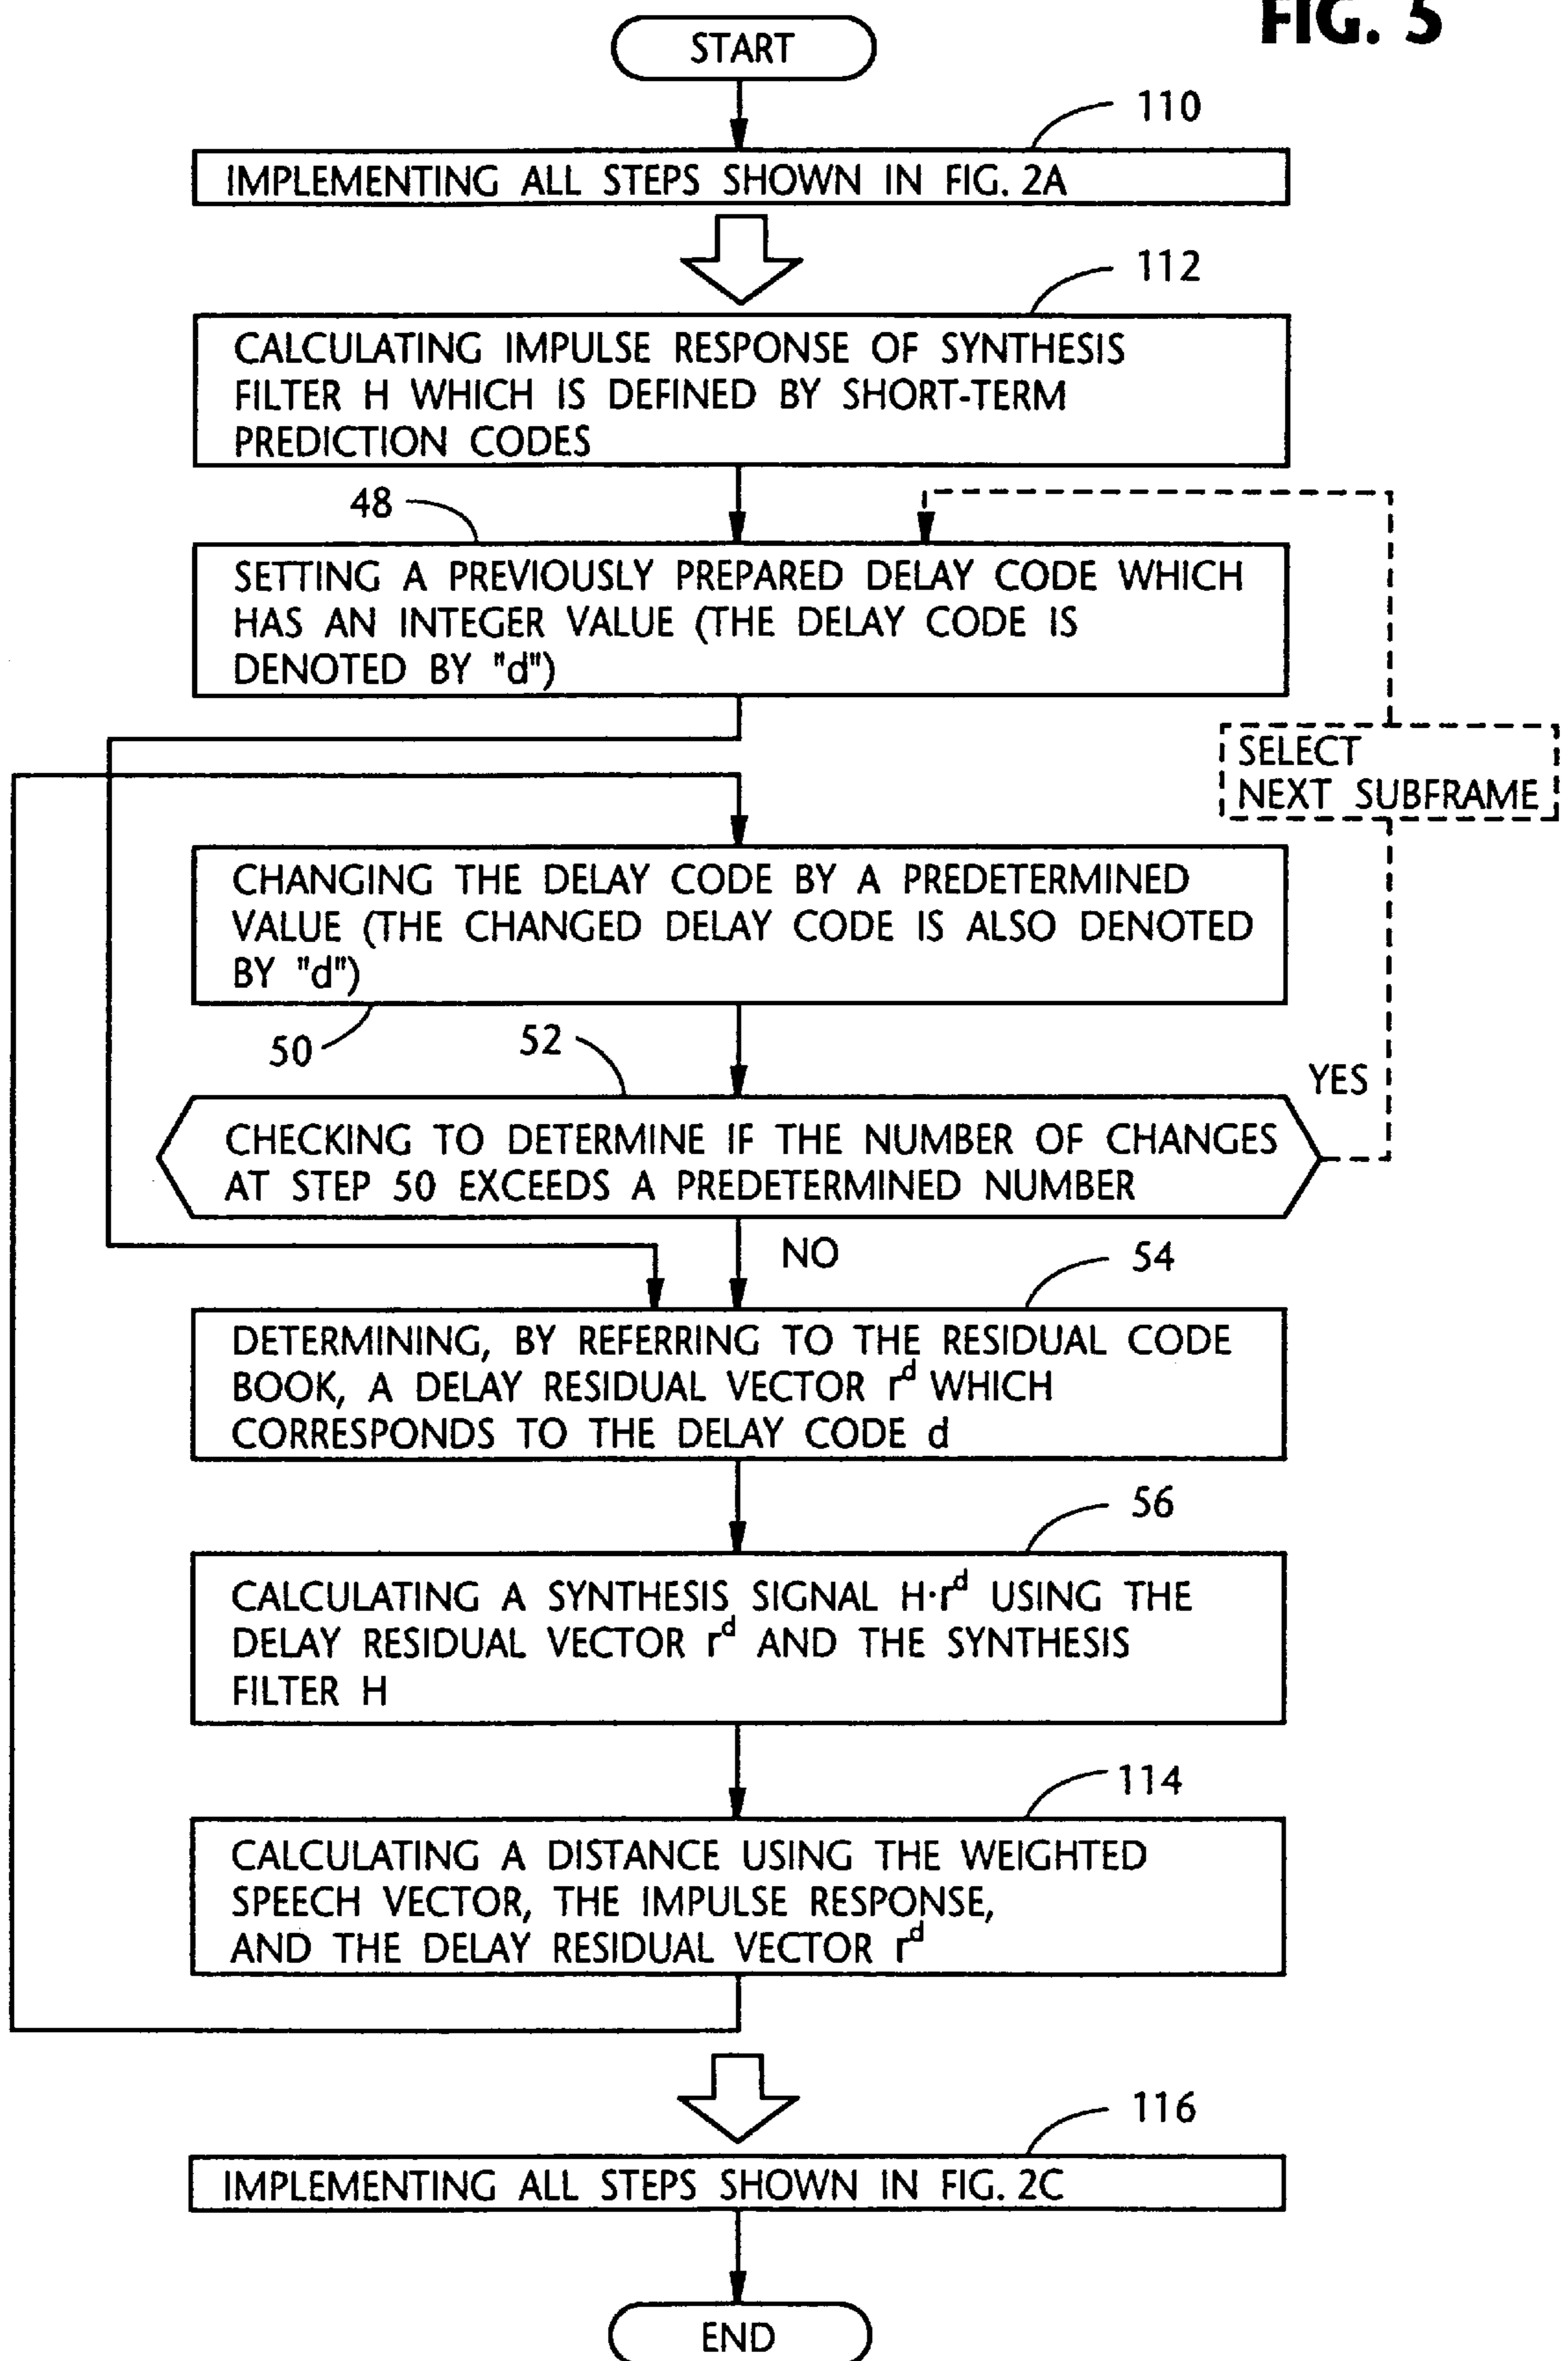 FIG. 5
START
110
IMPLEMENTING ALL STEPS SHOWN IN FIG. 2A
112
CALCULATING IMPULSE RESPONSE OF SYNTHESIS
FILTER H WHICH IS DEFINED BY SHORT-TERM
PREDICTION CODES
48
SETTING A PREVIOUSLY PREPARED DELAY CODE WHICH
HAS AN INTEGER VALUE (THE DELAY CODE IS
DENOTED BY "d")
SELECT
NEXT SUBFRAME
CHANGING THE DELAY CODE BY A PREDETERMINED
VALUE (THE CHANGED DELAY CODE IS ALSO DENOTED
BY "d")
50
52
YES
CHECKING TO DETERMINE IF THE NUMBER OF CHANGES
AT STEP 50 EXCEEDS A PREDETERMINED NUMBER
NO
54
DETERMINING, BY REFERRING TO THE RESIDUAL CODE
BOOK, A DELAY RESIDUAL VECTOR r^d WHICH
CORRESPONDS TO THE DELAY CODE d
56
CALCULATING A SYNTHESIS SIGNAL H·r^d USING THE
DELAY RESIDUAL VECTOR r^d AND THE SYNTHESIS
FILTER H
114
CALCULATING A DISTANCE USING THE WEIGHTED
SPEECH VECTOR, THE IMPULSE RESPONSE,
AND THE DELAY RESIDUAL VECTOR r^d
116
IMPLEMENTING ALL STEPS SHOWN IN FIG. 2C
END